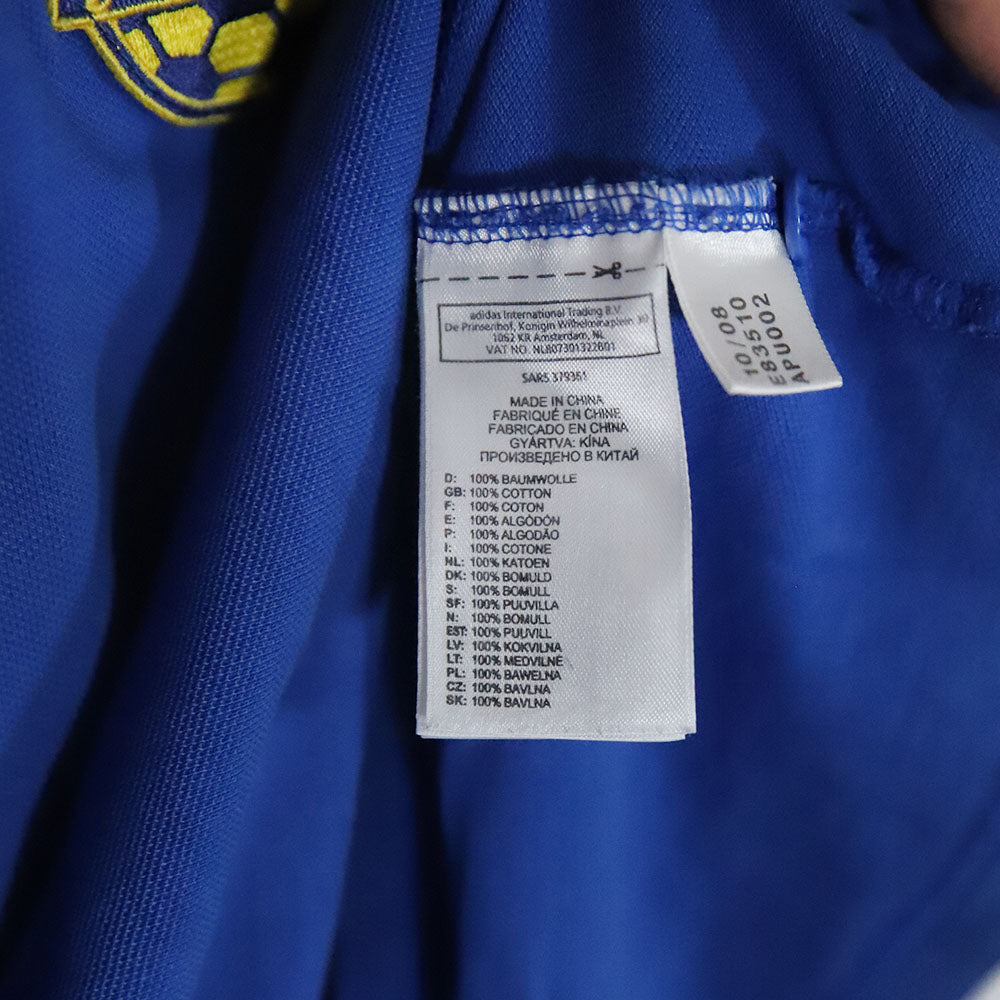 adidas International Trading B.V.
De Prinsenhof, Konigin Wilhelminaplein 30
1062 KR Amsterdam, NL
VAT NO. NL807301322B01
SARS 379351
MADE IN CHINA
FABRIQUÉ EN CHINE
FABRICADO EN CHINA
GYÁRTVA: KÍNA
ПРОИЗВЕДЕНО В КИТАЙ
D: 100% BAUMWOLLE
GB: 100% COTTON
F: 100% COTON
E: 100% ALGODÓN
P: 100% ALGODÃO
I: 100% COTONE
NL: 100% KATOEN
DK: 100% BOMULD
S: 100% BOMULL
SF: 100% PUUVILLA
N: 100% BOMULL
EST: 100% PUUVILL
LV: 100% KOKVILNA
LT: 100% MEDVILNĖ
PL: 100% BAWEŁNA
CZ: 100% BAVLNA
SK: 100% BAVLNA
10/08
E83510
APU002